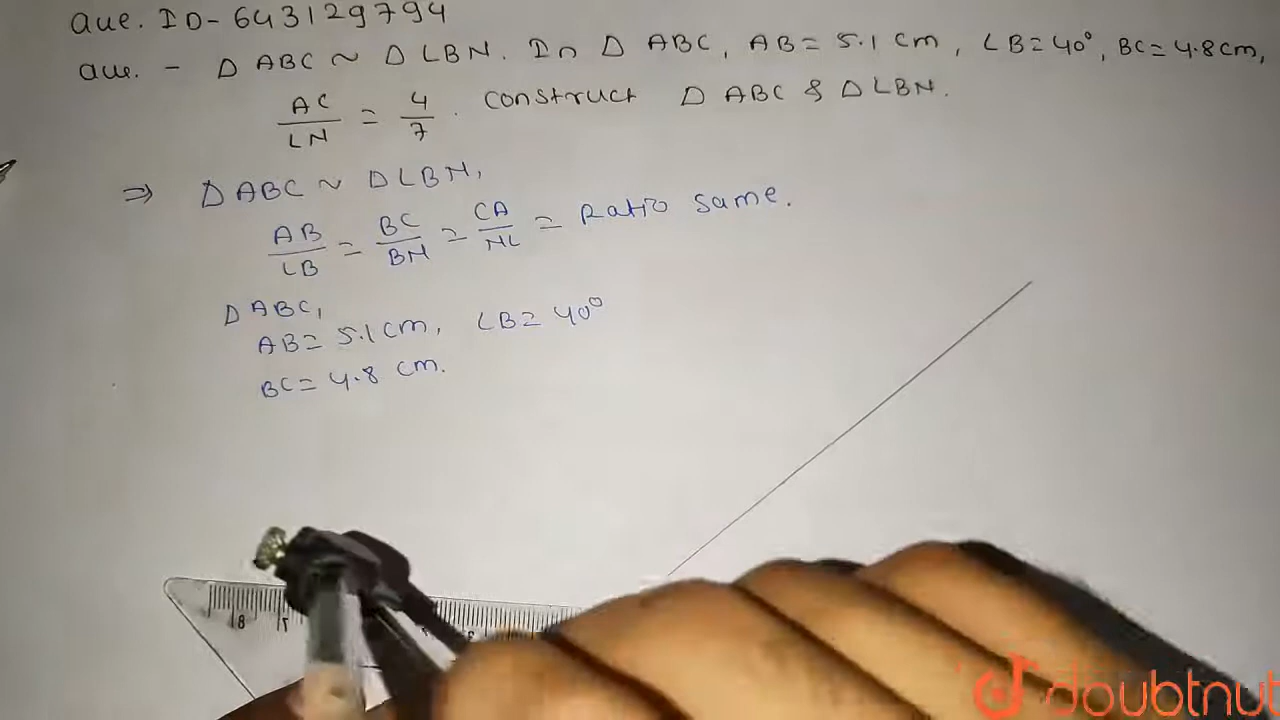 Que. ID- 643129794
Que. - Δ ABC ~ Δ LBN. In Δ ABC, AB = 5.1 cm, ∠B = 40°, BC = 4.8 cm,
AC/LN = 4/7. construct Δ ABC & Δ LBN.
⇒ Δ ABC ~ Δ LBN,
AB/LB = BC/BN = CA/NL = Ratio same.
Δ ABC,
AB = 5.1 cm, ∠B = 40°
BC = 4.8 cm.
8 7
doubtnut